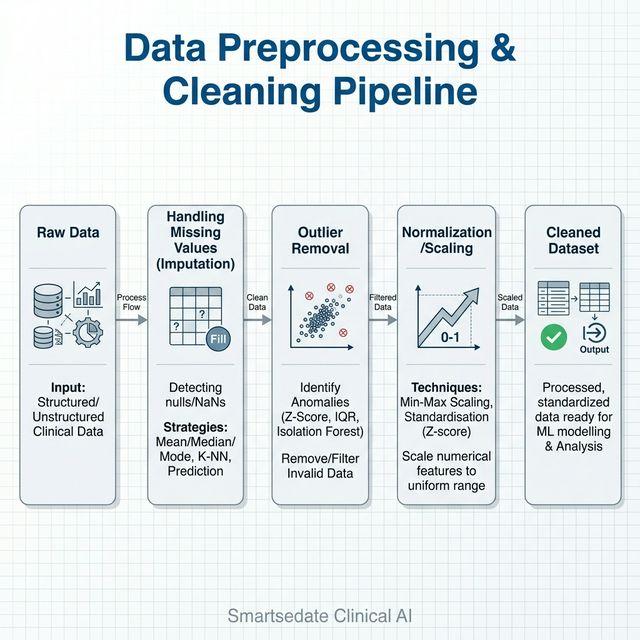 Data Preprocessing &
Cleaning Pipeline
Raw Data
Input:
Structured/
Unstructured
Clinical Data
Process
Flow
Handling
Missing
Values
(Imputation)
?
?
Fill
Detecting
nulls/NaNs
Strategies:
Mean/Median/
Mode, K-NN,
Prediction
Clean
Data
Outlier
Removal
Identify
Anomalies
(Z-Score, IQR,
Isolation Forest)
Remove/Filter
Invalid Data
Filtered
Data
Normalization
/Scaling
0-1
Techniques:
Min-Max Scaling,
Standardisation
(Z-score)
Scale numerical
features to
uniform range
Scaled
Data
Cleaned
Dataset
Output
Processed,
standardized
data ready for
ML modelling
& Analysis
Smartsedate Clinical AI